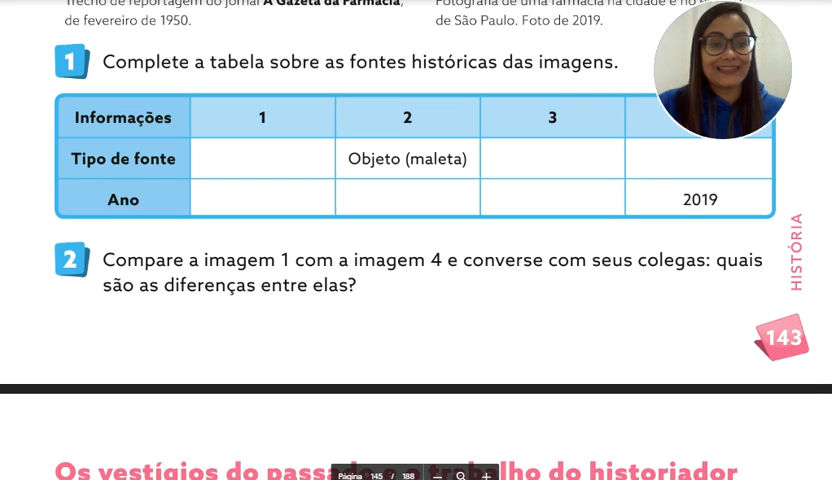 Trecho de reportagem do jornal A Gazeta da Farmácia,
de fevereiro de 1950.
Fotografia de uma farmácia na cidade e no
de São Paulo. Foto de 2019.
1 Complete a tabela sobre as fontes históricas das imagens.
Informações 1 2 3
Tipo de fonte Objeto (maleta)
Ano 2019
2 Compare a imagem 1 com a imagem 4 e converse com seus colegas: quais
são as diferenças entre elas?
HISTÓRIA
143
Os vestígios do passado e o trabalho do historiador
Página 145 / 188